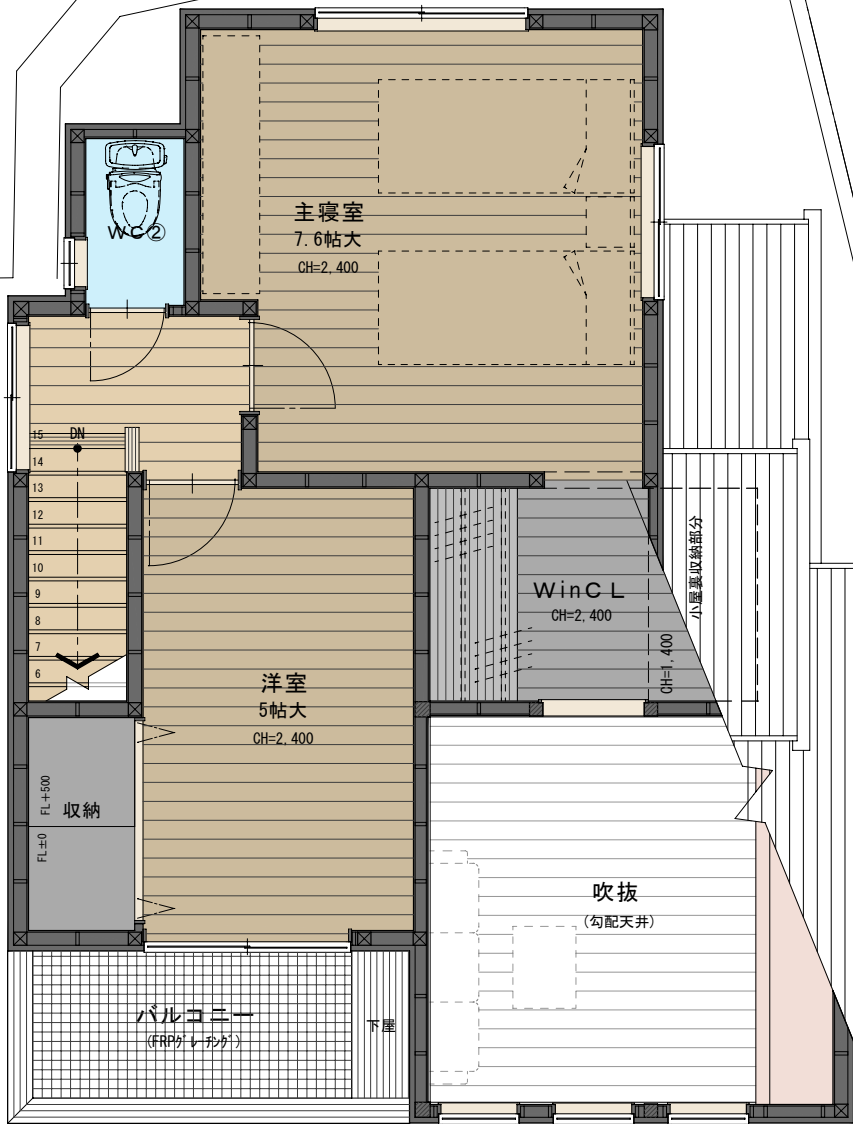 主寝室
7.6帖大
CH=2,400
WC②
DN
15
14
13
12
11
10
9
8
7
6
WinCL
CH=2,400
小屋裏収納部分
CH=1,400
洋室
5帖大
CH=2,400
収納
FL+500
FL±0
吹抜
(勾配天井)
バルコニー
(FRPグレーチング)
下屋